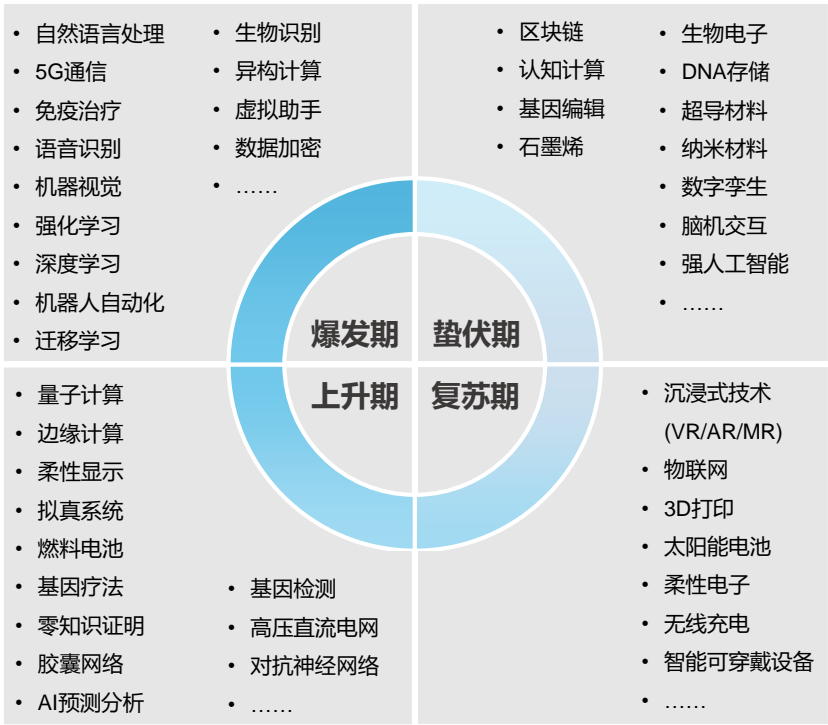 • 自然语言处理
• 5G通信
• 免疫治疗
• 语音识别
• 机器视觉
• 强化学习
• 深度学习
• 机器人自动化
• 迁移学习
• 生物识别
• 异构计算
• 虚拟助手
• 数据加密
• ……
• 区块链
• 认知计算
• 基因编辑
• 石墨烯
• 生物电子
• DNA存储
• 超导材料
• 纳米材料
• 数字孪生
• 脑机交互
• 强人工智能
• ……
爆发期
蛰伏期
上升期
复苏期
• 量子计算
• 边缘计算
• 柔性显示
• 拟真系统
• 燃料电池
• 基因疗法
• 零知识证明
• 胶囊网络
• AI预测分析
• 基因检测
• 高压直流电网
• 对抗神经网络
• ……
• 沉浸式技术
(VR/AR/MR)
• 物联网
• 3D打印
• 太阳能电池
• 柔性电子
• 无线充电
• 智能可穿戴设备
• ……